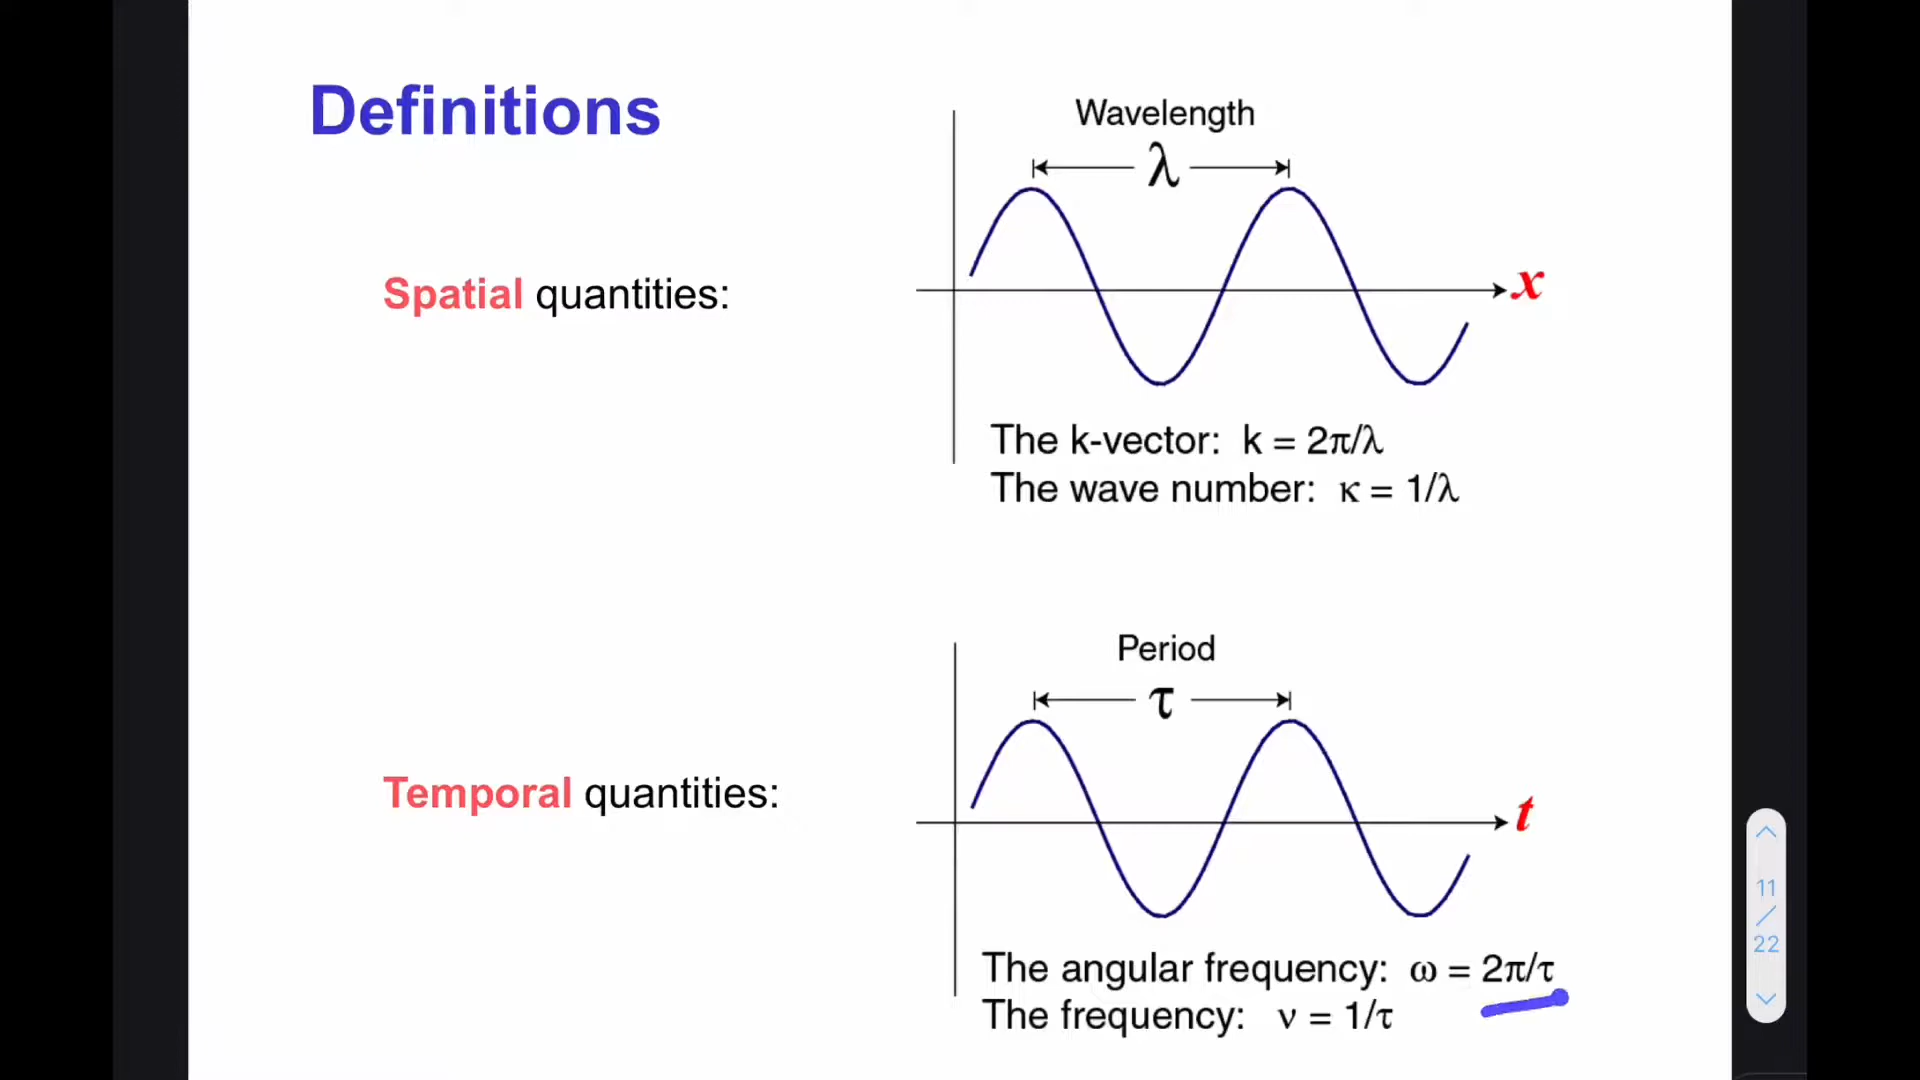 Definitions
Wavelength
λ
Spatial quantities:
x
The k-vector: k = 2π/λ
The wave number: κ = 1/λ
Period
τ
Temporal quantities:
t
The angular frequency: ω = 2π/τ
The frequency: ν = 1/τ
11
/
22